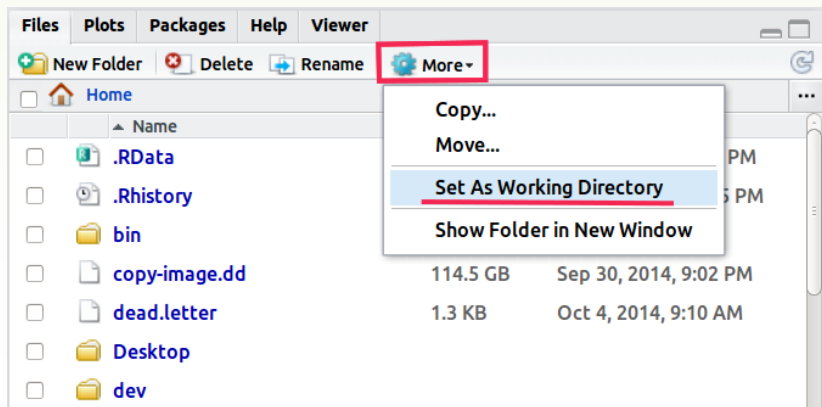 Files Plots Packages Help Viewer
New Folder Delete Rename More
Home ...
Name
Copy...
Move...
Set As Working Directory
Show Folder in New Window
.RData PM
.Rhistory PM
bin
copy-image.dd 114.5 GB Sep 30, 2014, 9:02 PM
dead.letter 1.3 KB Oct 4, 2014, 9:10 AM
Desktop
dev